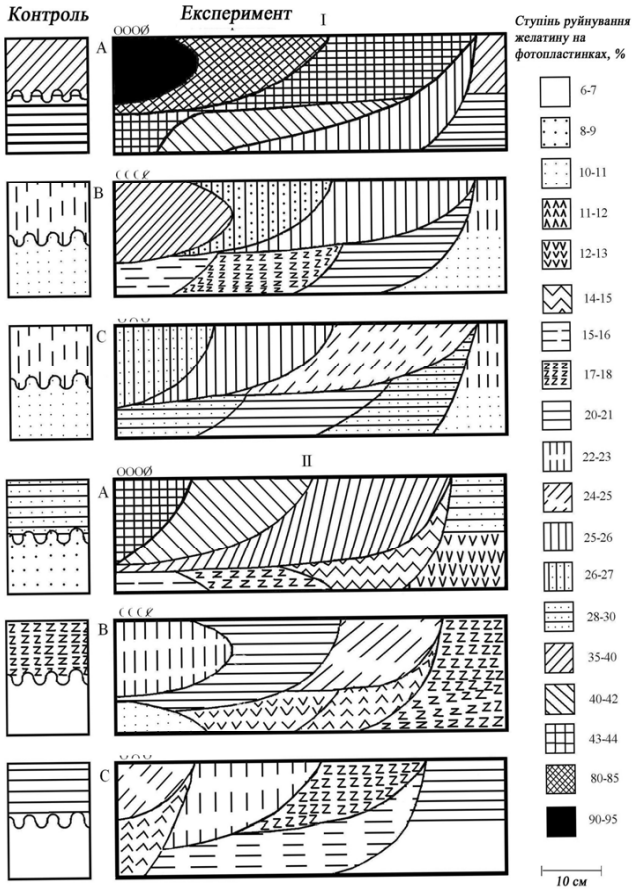 Контроль
Експеримент
I
Ступінь руйнування
желатину на
фотопластинках, %
A
B
C
II
A
B
C
6-7
8-9
10-11
11-12
12-13
14-15
15-16
17-18
20-21
22-23
24-25
25-26
26-27
28-30
35-40
40-42
43-44
80-85
90-95
10 см